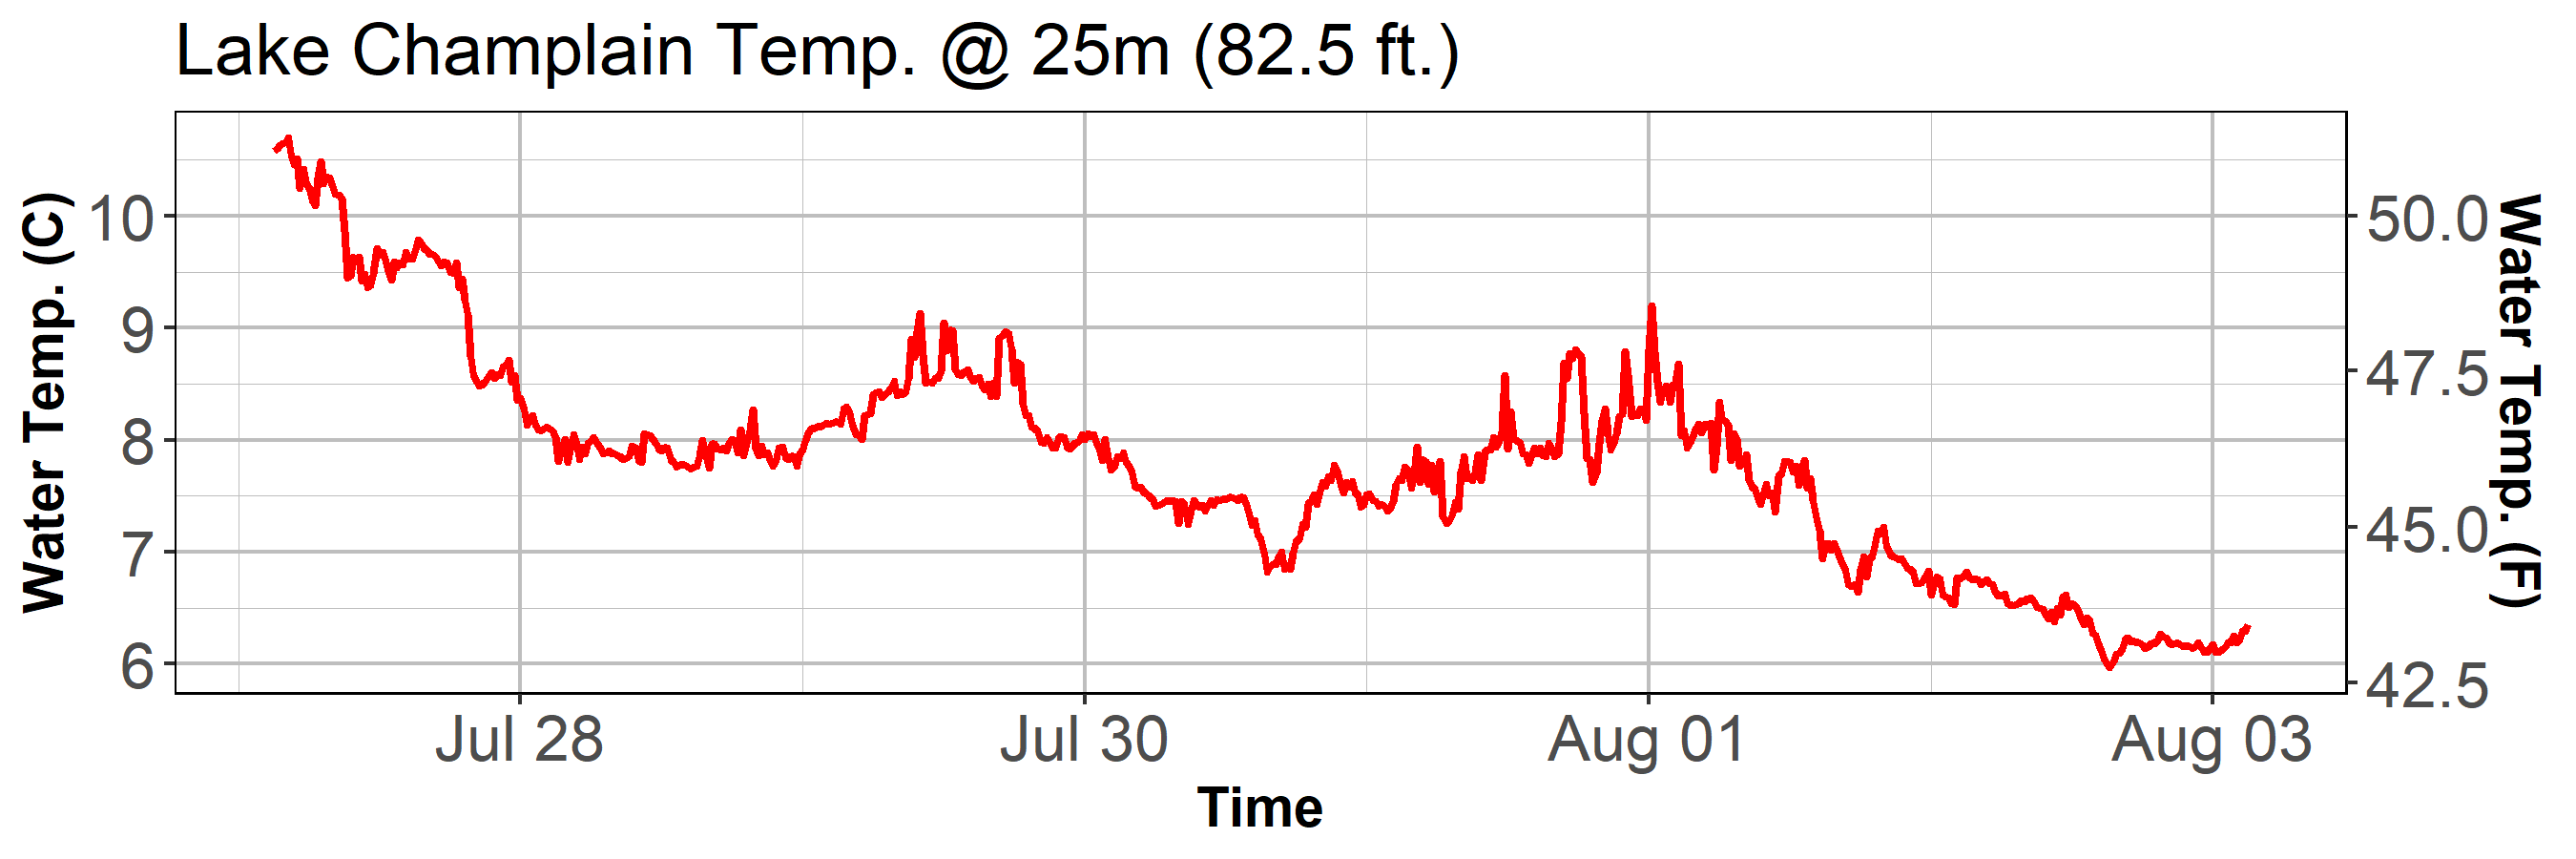 Lake Champlain Temp. @ 25m (82.5 ft.)
Water Temp. (C)
10
9
8
7
6
50.0
47.5
45.0
42.5
Water Temp. (F)
Jul 28
Jul 30
Aug 01
Aug 03
Time